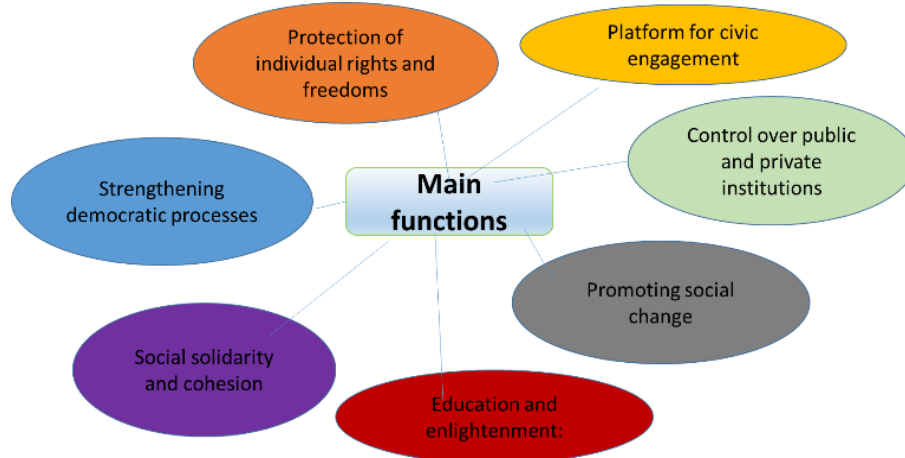 Protection of
individual rights and
freedoms
Platform for civic
engagement
Control over public
and private
institutions
Strengthening
democratic processes
Main
functions
Promoting social
change
Social solidarity
and cohesion
Education and
enlightenment: